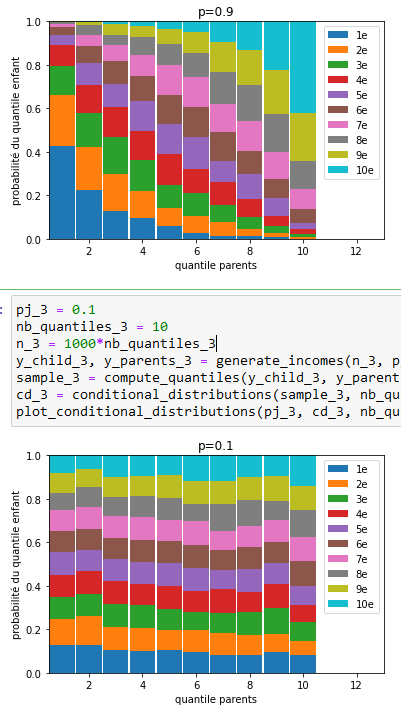 p=0.9
probabilité du quantile enfant
1.0
0.8
0.6
0.4
0.2
0.0
1e
2e
3e
4e
5e
6e
7e
8e
9e
10e
2 4 6 8 10 12
quantile parents
:
pj_3 = 0.1
nb_quantiles_3 = 10
n_3 = 1000*nb_quantiles_3
y_child_3, y_parents_3 = generate_incomes(n_3, p
sample_3 = compute_quantiles(y_child_3, y_parent
cd_3 = conditional_distributions(sample_3, nb_qu
plot_conditional_distributions(pj_3, cd_3, nb_qu
p=0.1
probabilité du quantile enfant
1.0
0.8
0.6
0.4
0.2
0.0
1e
2e
3e
4e
5e
6e
7e
8e
9e
10e
2 4 6 8 10 12
quantile parents